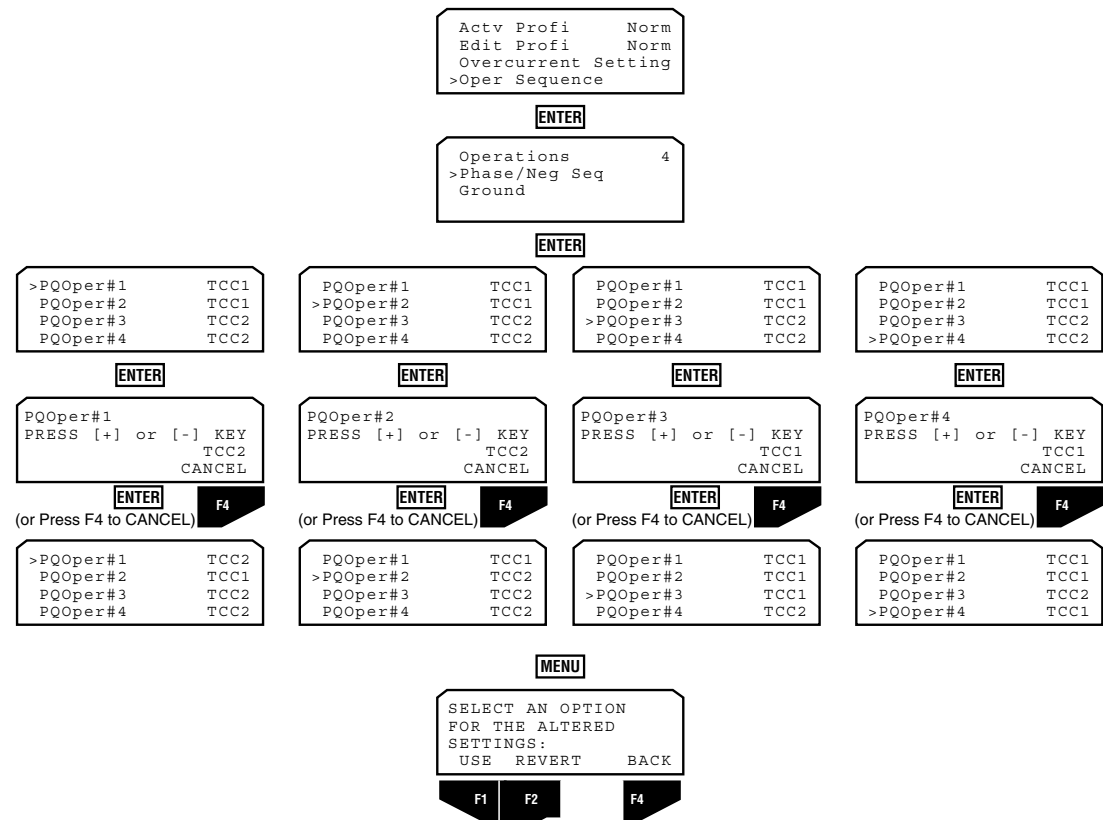 Actv Profi Norm
Edit Profi Norm
Overcurrent Setting
>Oper Sequence
ENTER
Operations 4
>Phase/Neg Seq
Ground
ENTER
>PQOper#1 TCC1
PQOper#2 TCC1
PQOper#3 TCC2
PQOper#4 TCC2
ENTER
PQOper#1
PRESS [+] or [-] KEY
TCC2
CANCEL
ENTER
F4
(or Press F4 to CANCEL)
>PQOper#1 TCC2
PQOper#2 TCC1
PQOper#3 TCC2
PQOper#4 TCC2
PQOper#1 TCC1
>PQOper#2 TCC1
PQOper#3 TCC2
PQOper#4 TCC2
ENTER
PQOper#2
PRESS [+] or [-] KEY
TCC2
CANCEL
ENTER
F4
(or Press F4 to CANCEL)
PQOper#1 TCC1
>PQOper#2 TCC2
PQOper#3 TCC2
PQOper#4 TCC2
PQOper#1 TCC1
PQOper#2 TCC1
>PQOper#3 TCC2
PQOper#4 TCC2
ENTER
PQOper#3
PRESS [+] or [-] KEY
TCC1
CANCEL
ENTER
F4
(or Press F4 to CANCEL)
PQOper#1 TCC1
PQOper#2 TCC1
>PQOper#3 TCC1
PQOper#4 TCC2
PQOper#1 TCC1
PQOper#2 TCC1
PQOper#3 TCC2
>PQOper#4 TCC2
ENTER
PQOper#4
PRESS [+] or [-] KEY
TCC1
CANCEL
ENTER
F4
(or Press F4 to CANCEL)
PQOper#1 TCC1
PQOper#2 TCC1
PQOper#3 TCC2
>PQOper#4 TCC1
MENU
SELECT AN OPTION
FOR THE ALTERED
SETTINGS:
USE REVERT BACK
F1 F2 F4